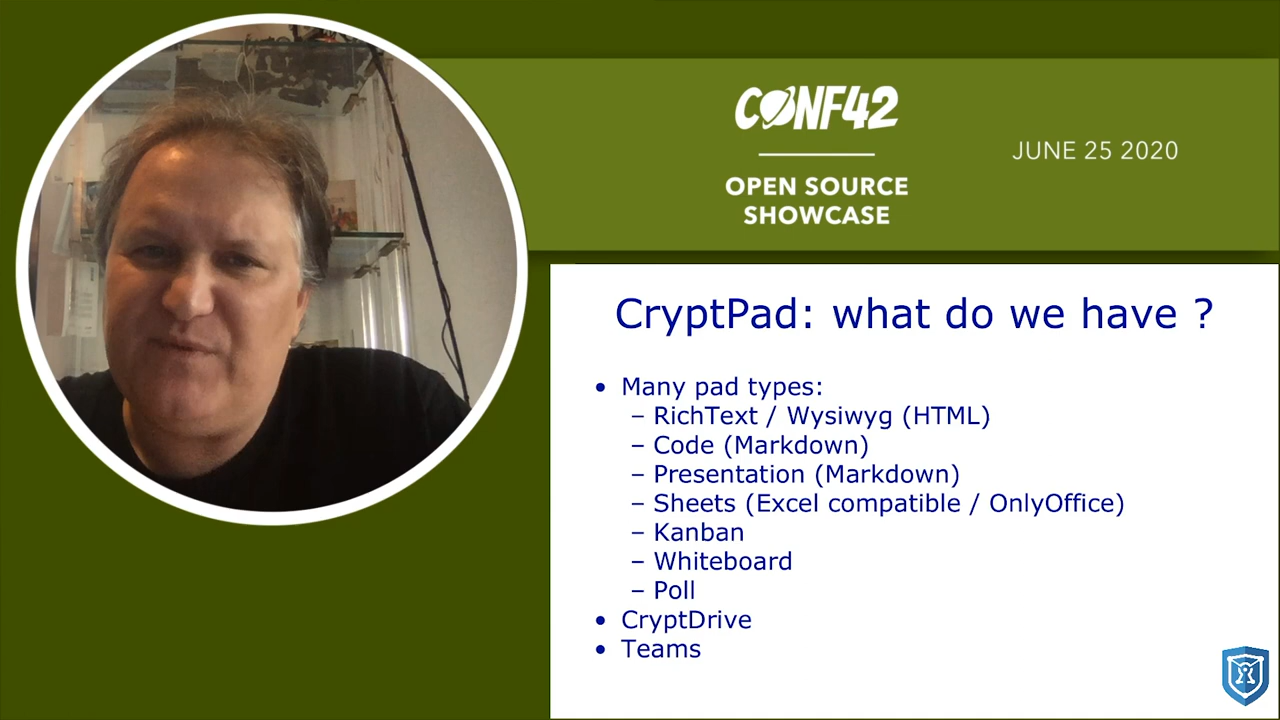 CONF42
OPEN SOURCE
SHOWCASE
JUNE 25 2020
CryptPad: what do we have ?
• Many pad types:
– RichText / Wysiwyg (HTML)
– Code (Markdown)
– Presentation (Markdown)
– Sheets (Excel compatible / OnlyOffice)
– Kanban
– Whiteboard
– Poll
• CryptDrive
• Teams